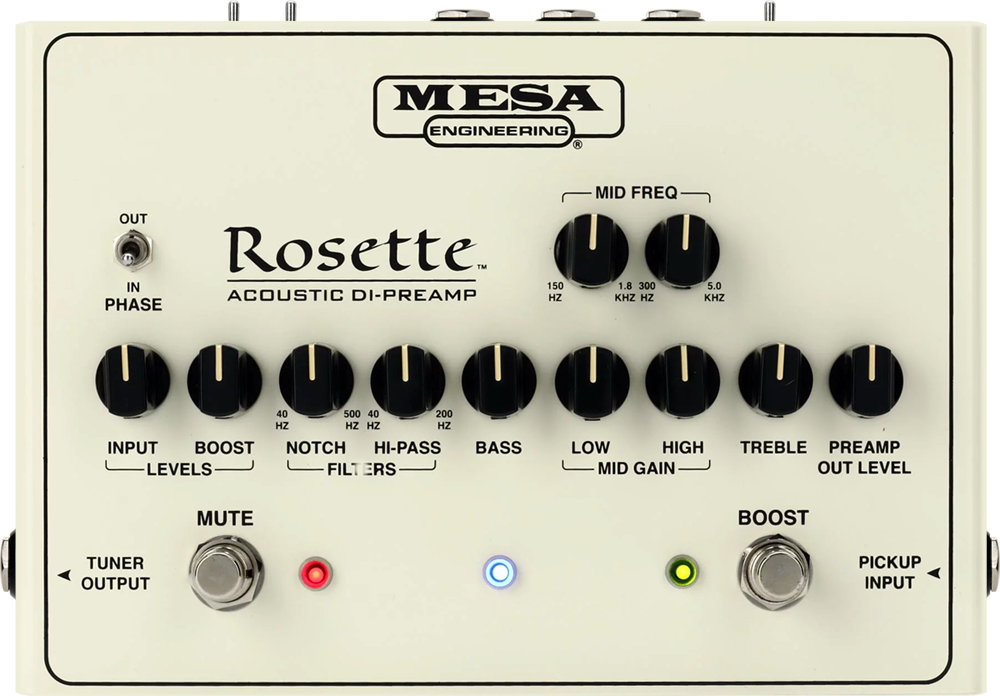 MESA
ENGINEERING®
MID FREQ
OUT
Rosette™
150 HZ 1.8 KHZ 300 HZ 5.0 KHZ
IN
ACOUSTIC DI-PREAMP
PHASE
40 HZ 500 HZ 40 HZ 200 HZ
INPUT BOOST NOTCH HI-PASS BASS LOW HIGH TREBLE PREAMP
LEVELS FILTERS MID GAIN OUT LEVEL
MUTE BOOST
TUNER PICKUP
OUTPUT INPUT